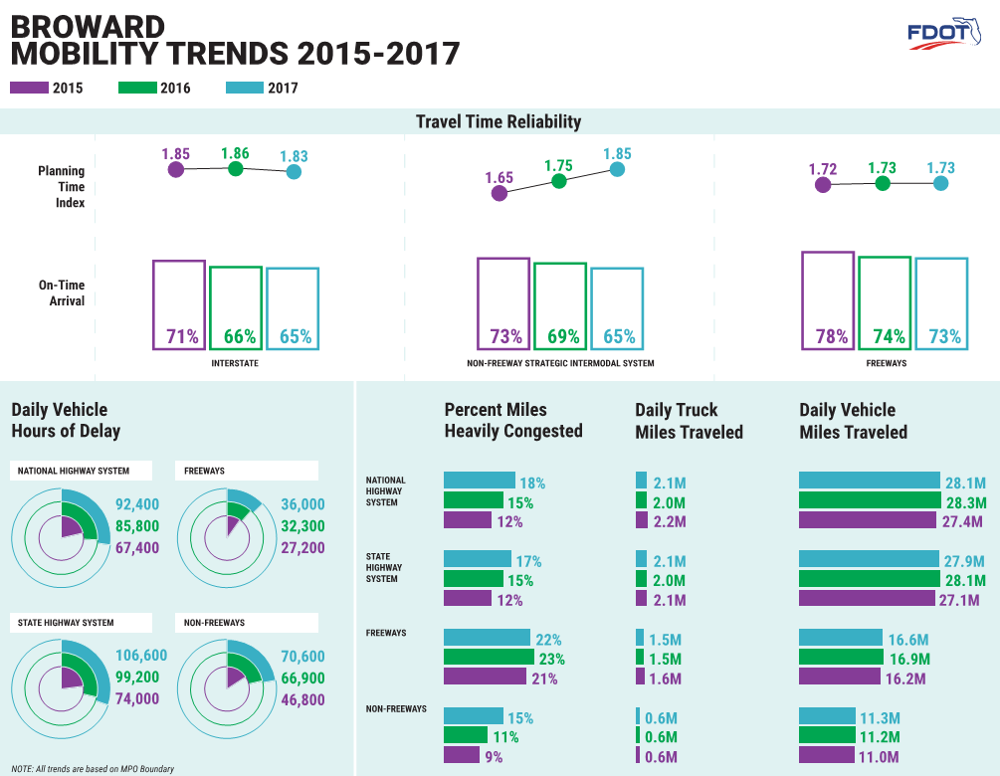 BROWARD
MOBILITY TRENDS 2015-2017
FDOT
2015 2016 2017
Travel Time Reliability
Planning
Time
Index
1.85 1.86 1.83
1.65 1.75 1.85
1.72 1.73 1.73
On-Time
Arrival
71% 66% 65%
73% 69% 65%
78% 74% 73%
INTERSTATE
NON-FREEWAY STRATEGIC INTERMODAL SYSTEM
FREEWAYS
Daily Vehicle
Hours of Delay
NATIONAL HIGHWAY SYSTEM
92,400
85,800
67,400
FREEWAYS
36,000
32,300
27,200
STATE HIGHWAY SYSTEM
106,600
99,200
74,000
NON-FREEWAYS
70,600
66,900
46,800
NOTE: All trends are based on MPO Boundary
Percent Miles
Heavily Congested
Daily Truck
Miles Traveled
Daily Vehicle
Miles Traveled
NATIONAL
HIGHWAY
SYSTEM
18% 2.1M 28.1M
15% 2.0M 28.3M
12% 2.2M 27.4M
STATE
HIGHWAY
SYSTEM
17% 2.1M 27.9M
15% 2.0M 28.1M
12% 2.1M 27.1M
FREEWAYS
22% 1.5M 16.6M
23% 1.5M 16.9M
21% 1.6M 16.2M
NON-FREEWAYS
15% 0.6M 11.3M
11% 0.6M 11.2M
9% 0.6M 11.0M